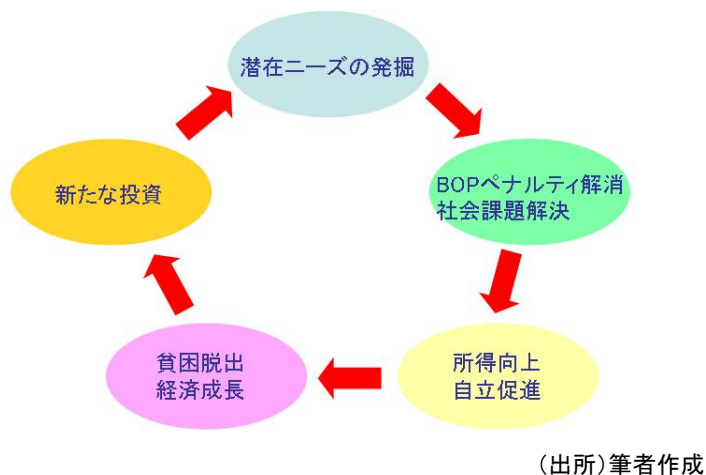 潜在ニーズの発掘
BOPペナルティ解消
社会課題解決
所得向上
自立促進
貧困脱出
経済成長
新たな投資
(出所)筆者作成